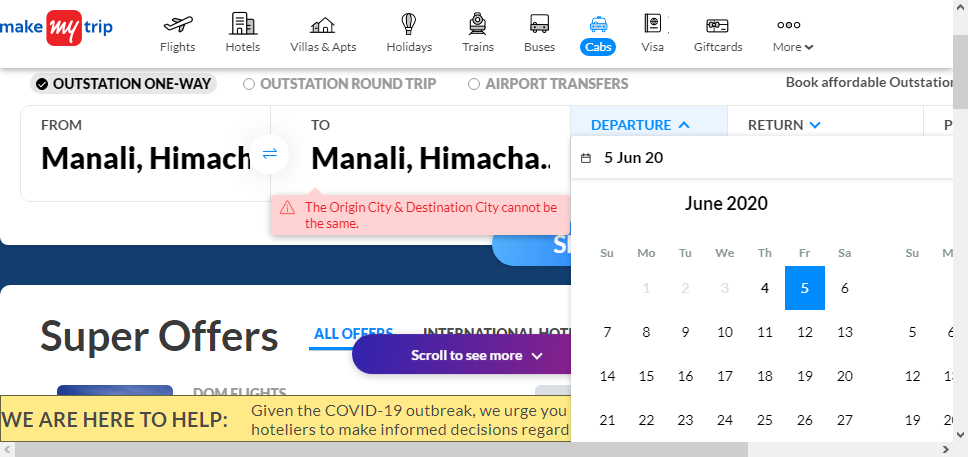 make my trip
Flights
Hotels
Villas & Apts
Holidays
Trains
Buses
Cabs
Visa
Giftcards
More
OUTSTATION ONE-WAY
OUTSTATION ROUND TRIP
AIRPORT TRANSFERS
Book affordable Outstation
FROM
Manali, Himach
TO
Manali, Himacha..
DEPARTURE
RETURN
P
5 Jun 20
The Origin City & Destination City cannot be
the same.
June 2020
Su Mo Tu We Th Fr Sa
1 2 3 4 5 6
7 8 9 10 11 12 13
14 15 16 17 18 19 20
21 22 23 24 25 26 27
Su M
5
12
19
Super Offers
ALL OFFERS
INTERNATIONAL HOT
Scroll to see more
DOM FLIGHTS
WE ARE HERE TO HELP:
Given the COVID-19 outbreak, we urge you
hoteliers to make informed decisions regard